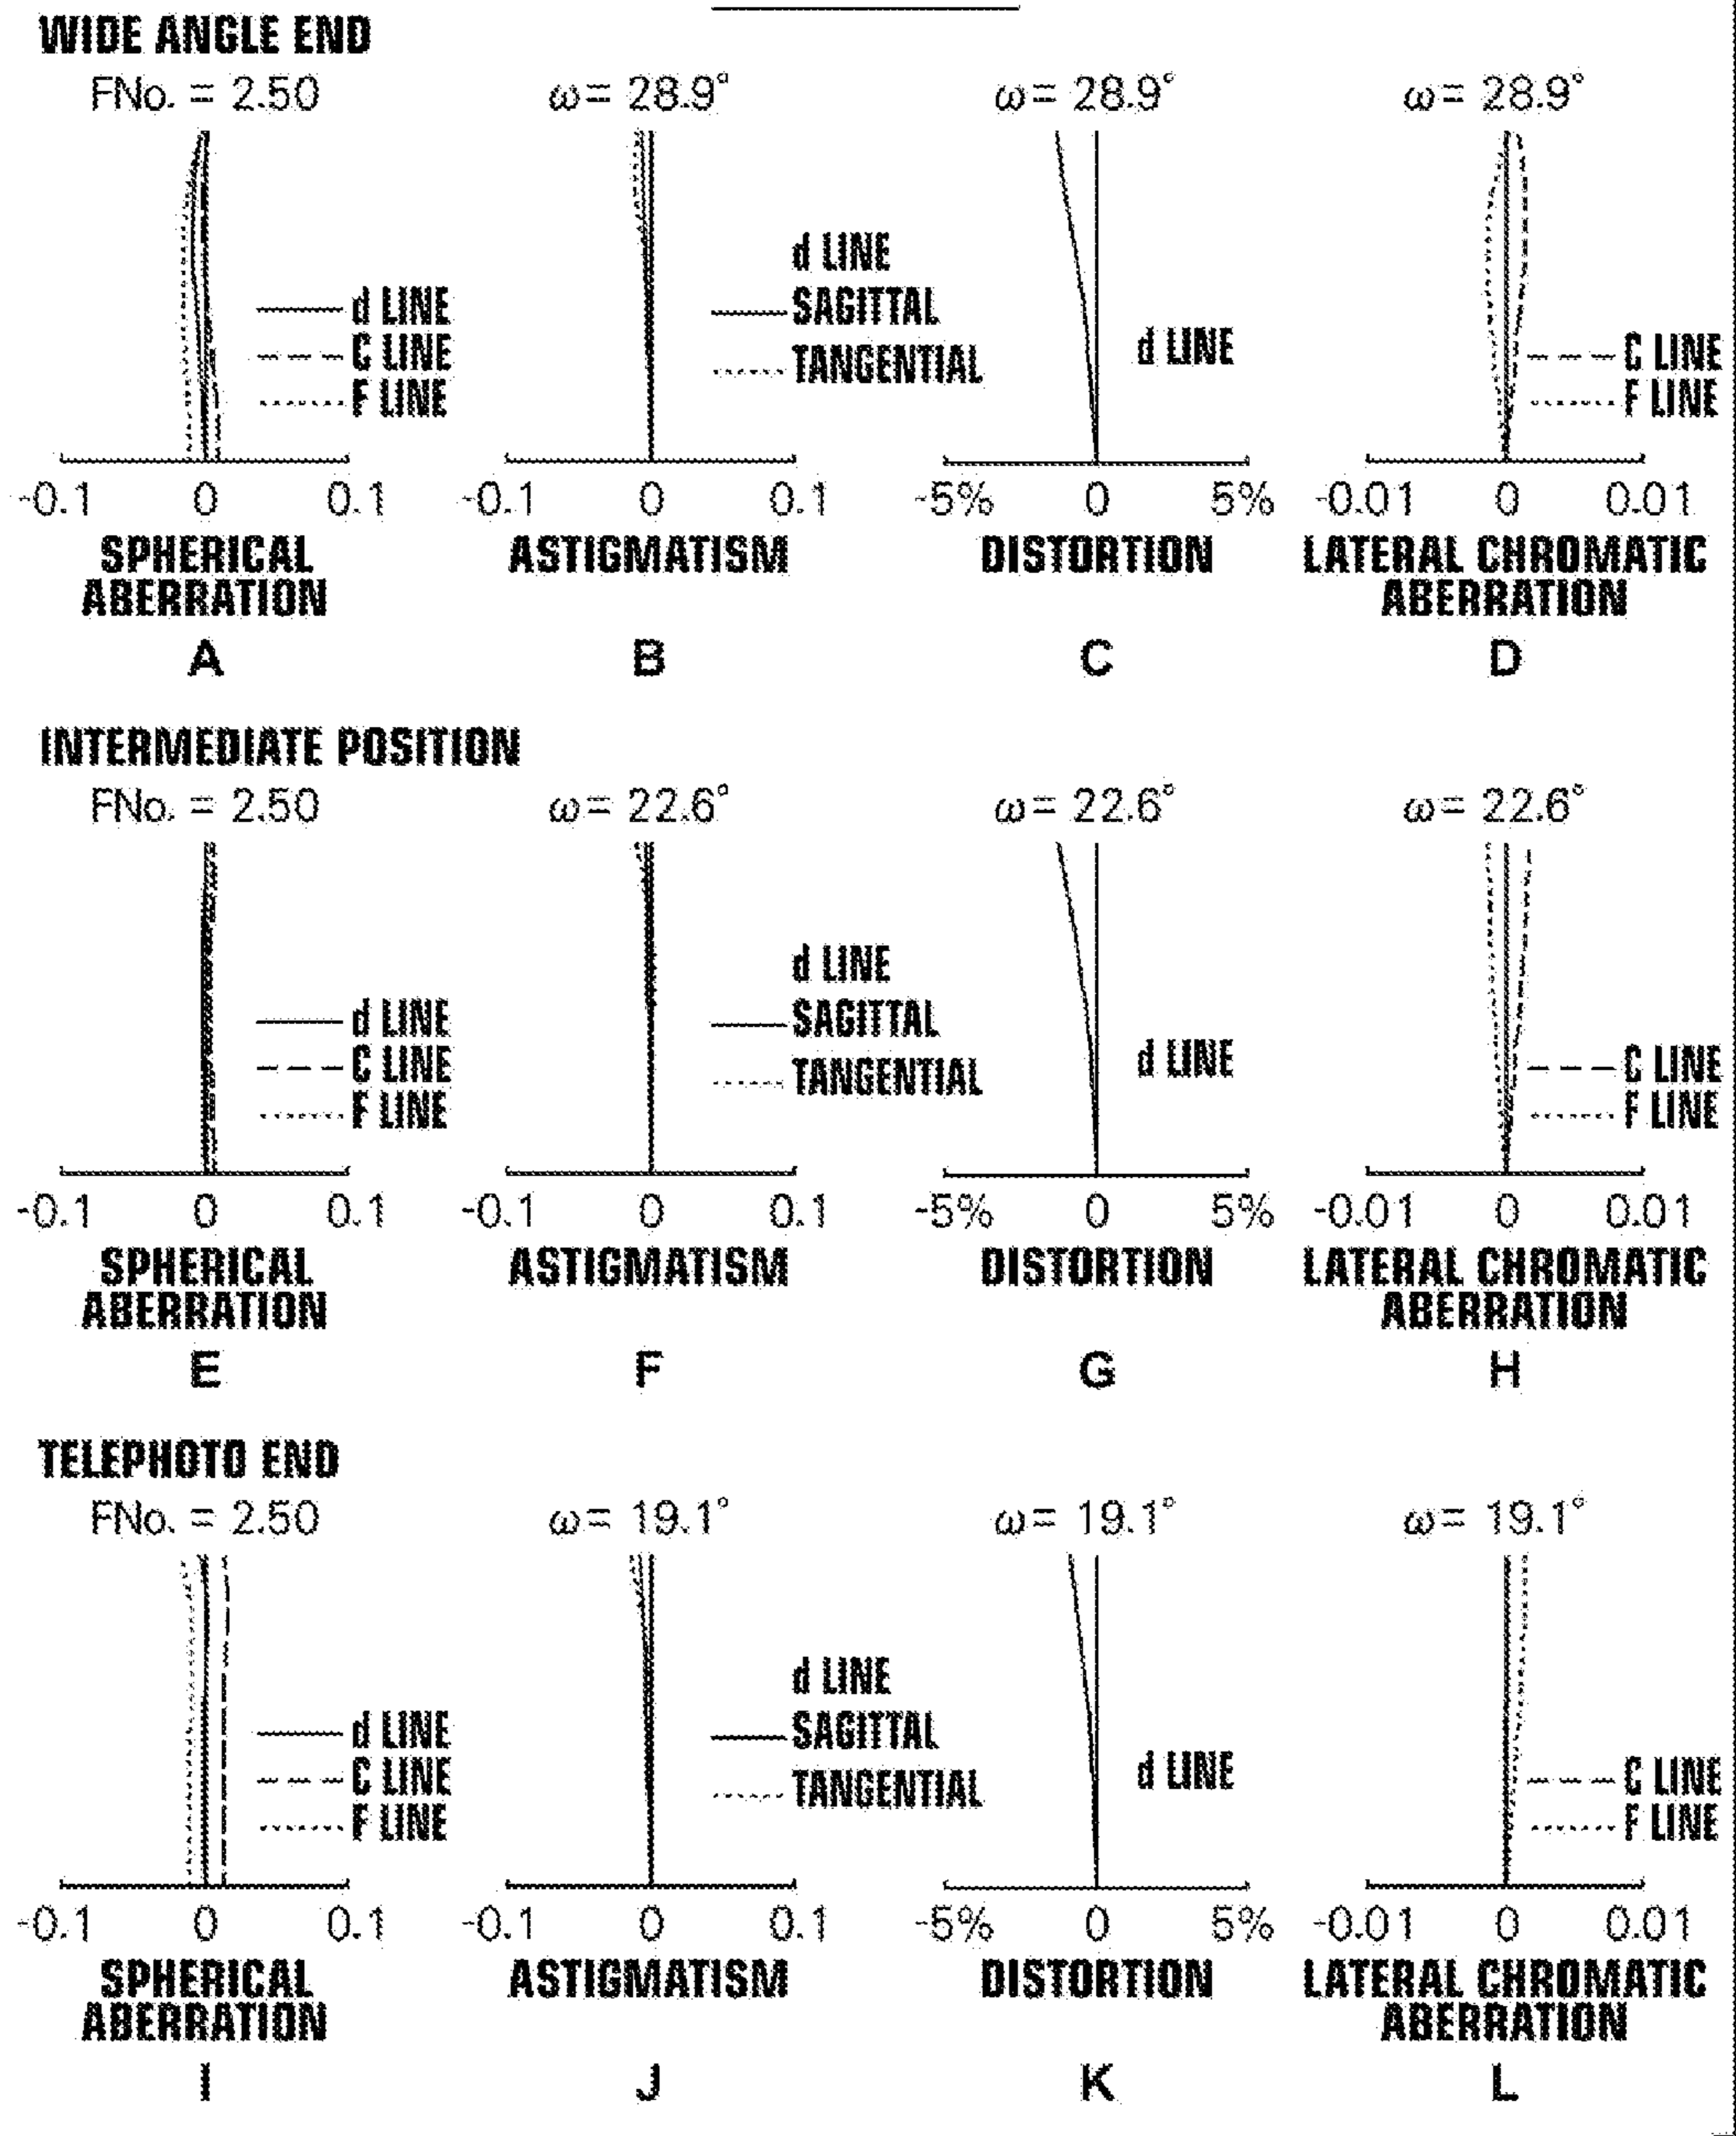 WIDE ANGLE END
FNo. = 2.50
ω= 28.9°
ω= 28.9°
ω= 28.9°
d LINE
C LINE
F LINE
d LINE
SAGITTAL
TANGENTIAL
d LINE
C LINE
F LINE
-0.1 0 0.1
-0.1 0 0.1
-5% 0 5%
-0.01 0 0.01
SPHERICAL
ABERRATION
ASTIGMATISM
DISTORTION
LATERAL CHROMATIC
ABERRATION
A
B
C
D
INTERMEDIATE POSITION
FNo. = 2.50
ω= 22.6°
ω= 22.6°
ω= 22.6°
d LINE
C LINE
F LINE
d LINE
SAGITTAL
TANGENTIAL
d LINE
C LINE
F LINE
-0.1 0 0.1
-0.1 0 0.1
-5% 0 5%
-0.01 0 0.01
SPHERICAL
ABERRATION
ASTIGMATISM
DISTORTION
LATERAL CHROMATIC
ABERRATION
E
F
G
H
TELEPHOTO END
FNo. = 2.50
ω= 19.1°
ω= 19.1°
ω= 19.1°
d LINE
C LINE
F LINE
d LINE
SAGITTAL
TANGENTIAL
d LINE
C LINE
F LINE
-0.1 0 0.1
-0.1 0 0.1
-5% 0 5%
-0.01 0 0.01
SPHERICAL
ABERRATION
ASTIGMATISM
DISTORTION
LATERAL CHROMATIC
ABERRATION
I
J
K
L